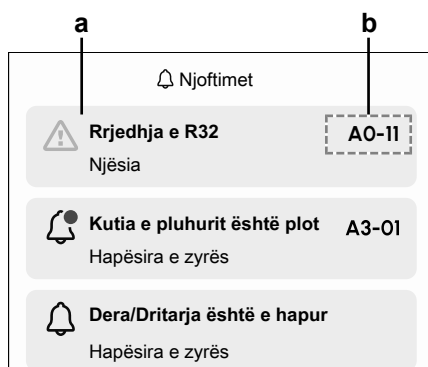 a b
Njoftimet
Rrjedhja e R32 A0-11
Njësia
Kutia e pluhurit është plot A3-01
Hapësira e zyrës
Dera/Dritarja është e hapur
Hapësira e zyrës